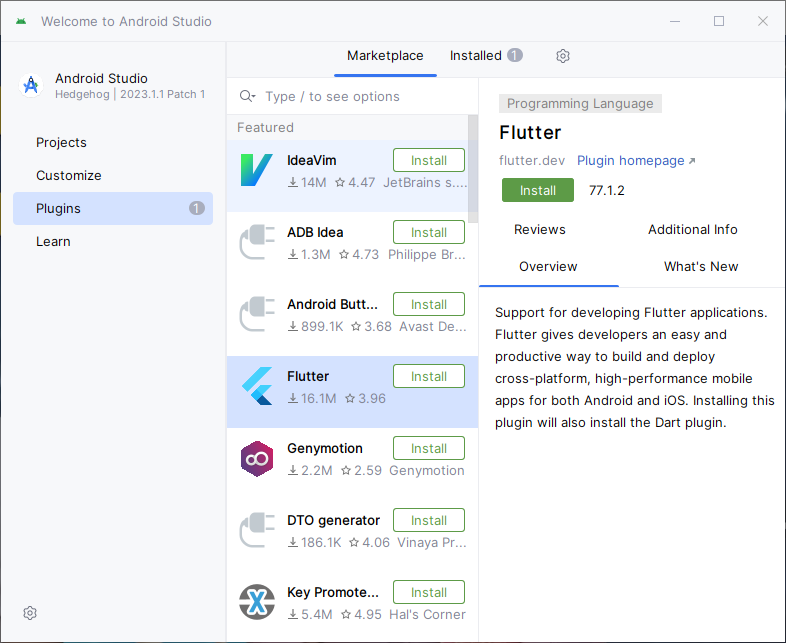 Welcome to Android Studio
Android Studio
Hedgehog | 2023.1.1 Patch 1
Projects
Customize
Plugins 1
Learn
Marketplace Installed 1
Type / to see options
Featured
IdeaVim Install
14M 4.47 JetBrains s....
ADB Idea Install
1.3M 4.73 Philippe Br...
Android Butt... Install
899.1K 3.68 Avast De...
Flutter Install
16.1M 3.96
Genymotion Install
2.2M 2.59 Genymotion
DTO generator Install
186.1K 4.06 Vinaya Pr...
Key Promote... Install
5.4M 4.95 Hal's Corner
Programming Language
Flutter
flutter.dev Plugin homepage
Install 77.1.2
Reviews Additional Info
Overview What's New
Support for developing Flutter applications.
Flutter gives developers an easy and
productive way to build and deploy
cross-platform, high-performance mobile
apps for both Android and iOS. Installing this
plugin will also install the Dart plugin.